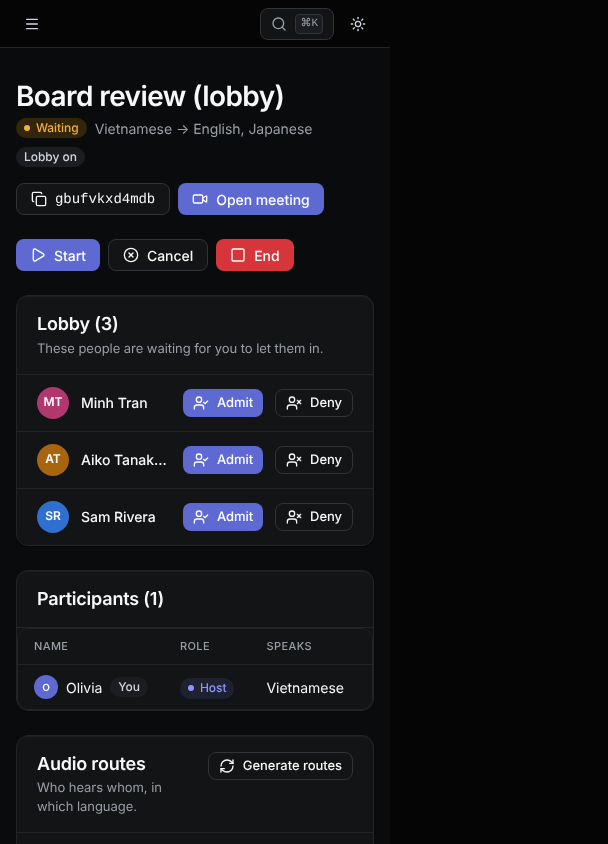 ⌘K
Board review (lobby)
Waiting Vietnamese → English, Japanese
Lobby on
gbufvkxd4mdb Open meeting
Start Cancel End
Lobby (3)
These people are waiting for you to let them in.
MT Minh Tran Admit Deny
AT Aiko Tanak... Admit Deny
SR Sam Rivera Admit Deny
Participants (1)
NAME ROLE SPEAKS
O Olivia You Host Vietnamese
Audio routes Generate routes
Who hears whom, in
which language.